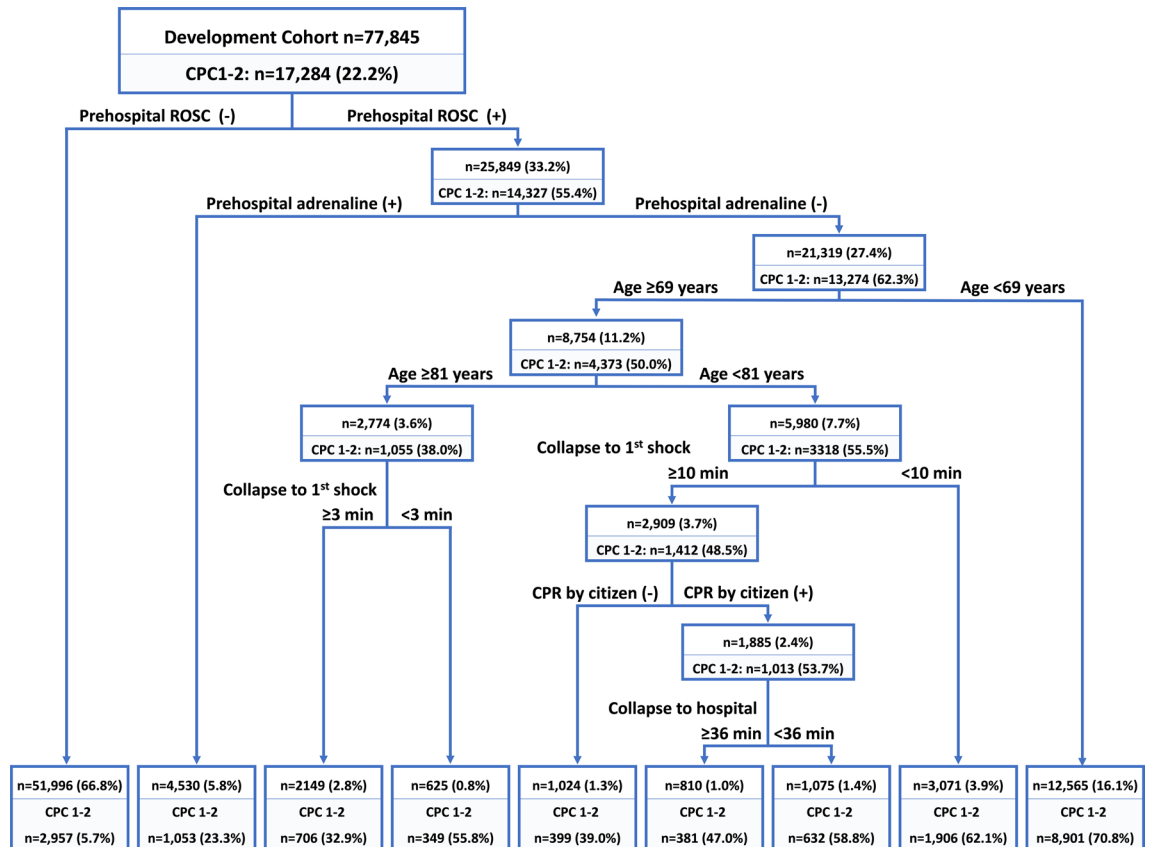 Development Cohort n=77,845
CPC1-2: n=17,284 (22.2%)
Prehospital ROSC (-)
Prehospital ROSC (+)
n=25,849 (33.2%)
CPC 1-2: n=14,327 (55.4%)
Prehospital adrenaline (+)
Prehospital adrenaline (-)
n=21,319 (27.4%)
CPC 1-2: n=13,274 (62.3%)
Age ≥69 years
Age <69 years
n=8,754 (11.2%)
CPC 1-2: n=4,373 (50.0%)
Age ≥81 years
Age <81 years
n=2,774 (3.6%)
CPC 1-2: n=1,055 (38.0%)
n=5,980 (7.7%)
CPC 1-2: n=3318 (55.5%)
Collapse to 1st shock
≥10 min
<10 min
Collapse to 1st shock
≥3 min
<3 min
n=2,909 (3.7%)
CPC 1-2: n=1,412 (48.5%)
CPR by citizen (-)
CPR by citizen (+)
n=1,885 (2.4%)
CPC 1-2: n=1,013 (53.7%)
Collapse to hospital
≥36 min
<36 min
n=51,996 (66.8%)
CPC 1-2
n=2,957 (5.7%)
n=4,530 (5.8%)
CPC 1-2
n=1,053 (23.3%)
n=2149 (2.8%)
CPC 1-2
n=706 (32.9%)
n=625 (0.8%)
CPC 1-2
n=349 (55.8%)
n=1,024 (1.3%)
CPC 1-2
n=399 (39.0%)
n=810 (1.0%)
CPC 1-2
n=381 (47.0%)
n=1,075 (1.4%)
CPC 1-2
n=632 (58.8%)
n=3,071 (3.9%)
CPC 1-2
n=1,906 (62.1%)
n=12,565 (16.1%)
CPC 1-2
n=8,901 (70.8%)